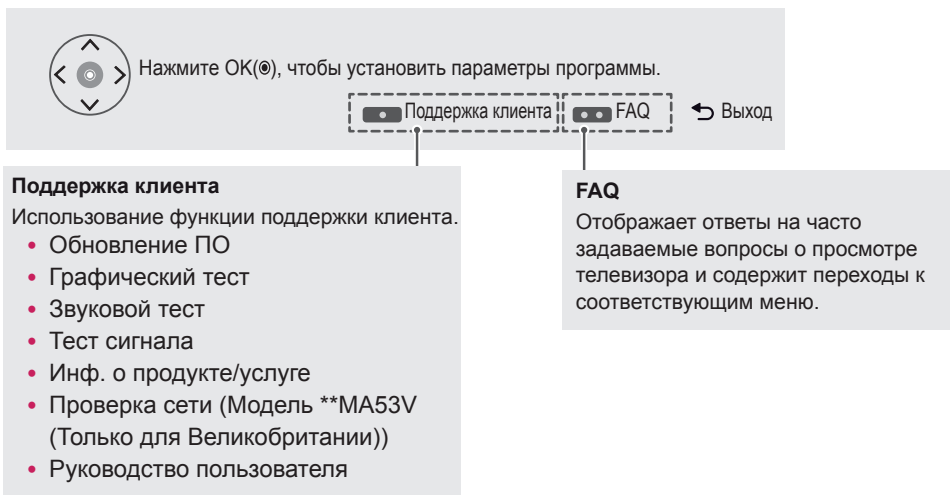 Нажмите OK(◉), чтобы установить параметры программы.
Поддержка клиента
FAQ
Выход
Поддержка клиента
Использование функции поддержки клиента.
• Обновление ПО
• Графический тест
• Звуковой тест
• Тест сигнала
• Инф. о продукте/услуге
• Проверка сети (Модель **MA53V
(Только для Великобритании))
• Руководство пользователя
FAQ
Отображает ответы на часто
задаваемые вопросы о просмотре
телевизора и содержит переходы к
соответствующим меню.